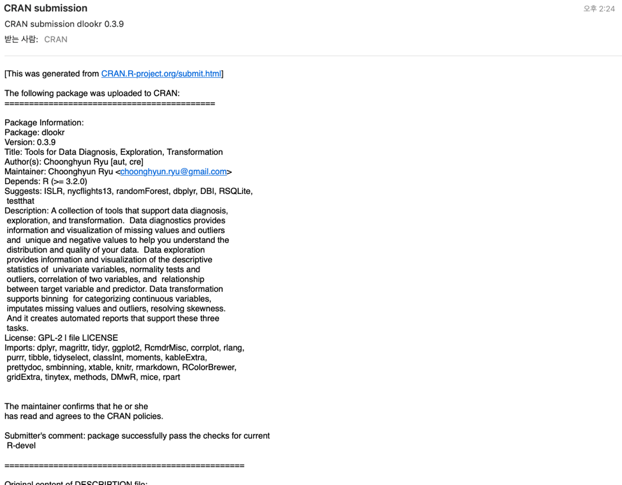 CRAN submission
오후 2:24
CRAN submission dlookr 0.3.9
받는 사람: CRAN
[This was generated from CRAN.R-project.org/submit.html]
The following package was uploaded to CRAN:
===========================================
Package Information:
Package: dlookr
Version: 0.3.9
Title: Tools for Data Diagnosis, Exploration, Transformation
Author(s): Choonghyun Ryu [aut, cre]
Maintainer: Choonghyun Ryu <choonghyun.ryu@gmail.com>
Depends: R (>= 3.2.0)
Suggests: ISLR, nycflights13, randomForest, dbplyr, DBI, RSQLite,
testthat
Description: A collection of tools that support data diagnosis,
exploration, and transformation.  Data diagnostics provides
information and visualization of missing values and outliers
and  unique and negative values to help you understand the
distribution and quality of your data.  Data exploration
provides information and visualization of the descriptive
statistics of  univariate variables, normality tests and
outliers, correlation of two variables, and  relationship
between target variable and predictor. Data transformation
supports binning  for categorizing continuous variables,
imputates missing values and outliers, resolving skewness.
And it creates automated reports that support these three
tasks.
License: GPL-2 | file LICENSE
Imports: dplyr, magrittr, tidyr, ggplot2, RcmdrMisc, corrplot, rlang,
purrr, tibble, tidyselect, classInt, moments, kableExtra,
prettydoc, smbinning, xtable, knitr, rmarkdown, RColorBrewer,
gridExtra, tinytex, methods, DMwR, mice, rpart
The maintainer confirms that he or she
has read and agrees to the CRAN policies.
Submitter's comment: package successfully pass the checks for current
R-devel
=================================================
Original content of DESCRIPTION file: